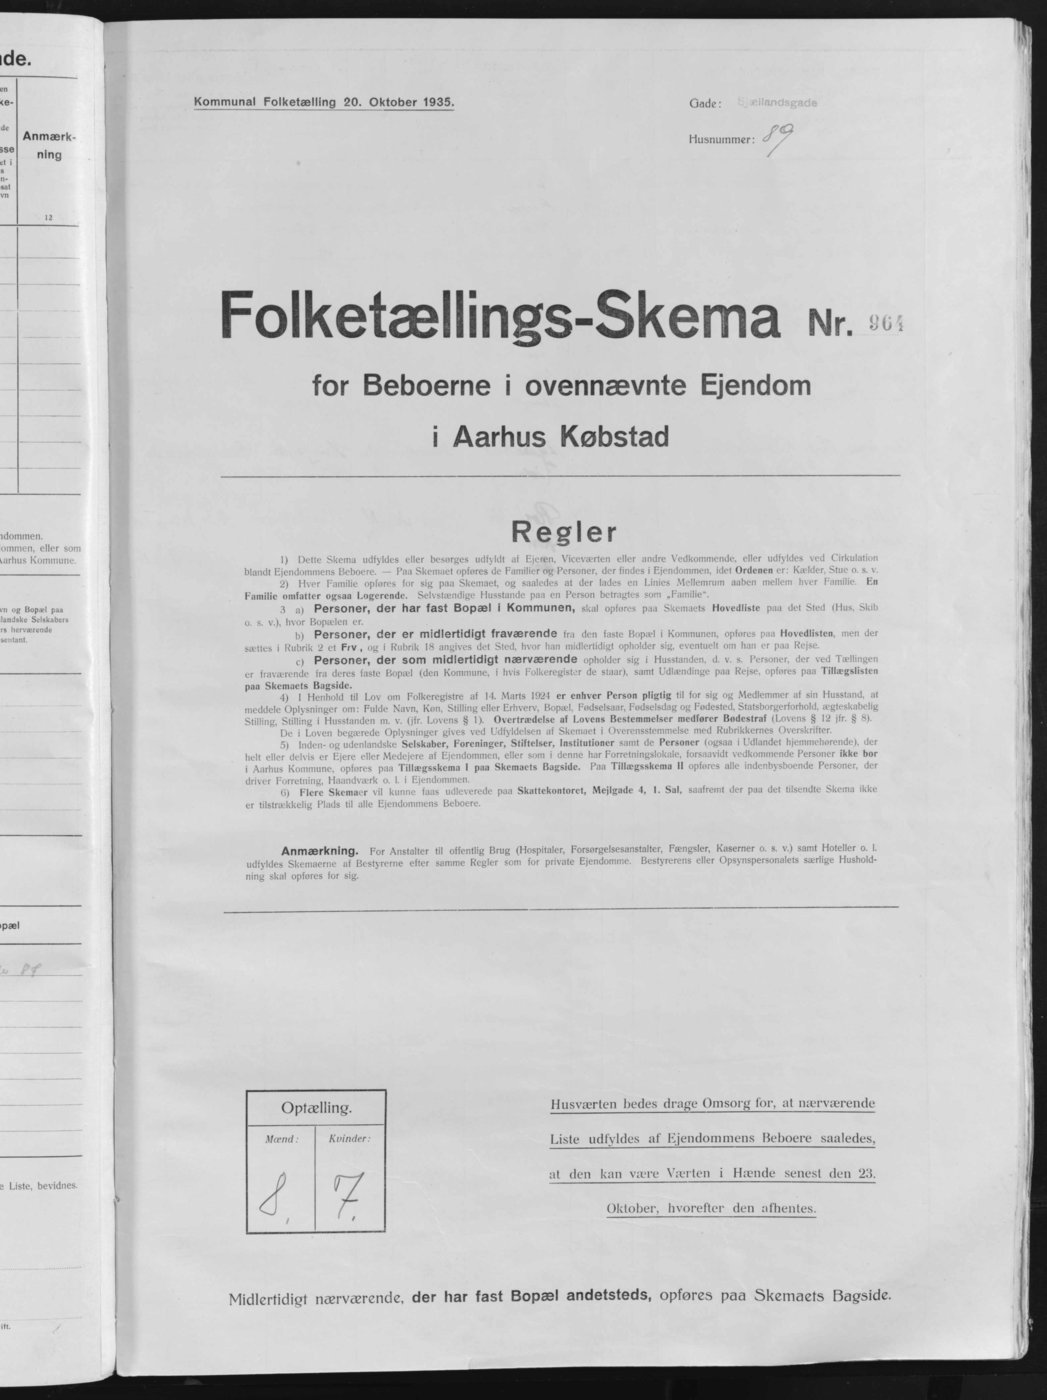 de.
Anmærk-
ning
12
ndommen.
ommen, eller som
Aarhus Kommune.
vn og Bopæl paa
landske Selskabers
rs herværende
sentant.
opæl
89
e Liste, bevidnes.
ift.
Kommunal Folketælling 20. Oktober 1935.
Gade: Sjællandsgade
Husnummer: 89
Folketællings-Skema Nr. 964
for Beboerne i ovennævnte Ejendom
i Aarhus Købstad
Regler
1) Dette Skema udfyldes eller besørges udfyldt af Ejeren, Viceværten eller andre Vedkommende, eller udfyldes ved Cirkulation
blandt Ejendommens Beboere. — Paa Skemaet opføres de Familier og Personer, der findes i Ejendommen, idet Ordenen er: Kælder, Stue o. s. v.
2) Hver Familie opføres for sig paa Skemaet, og saaledes at der lades en Linies Mellemrum aaben mellem hver Familie. En
Familie omfatter ogsaa Logerende. Selvstændige Husstande paa en Person betragtes som „Familie“.
3 a) Personer, der har fast Bopæl i Kommunen, skal opføres paa Skemaets Hovedliste paa det Sted (Hus, Skib
o. s. v.), hvor Bopælen er.
b) Personer, der er midlertidigt fraværende fra den faste Bopæl i Kommunen, opføres paa Hovedlisten, men der
sættes i Rubrik 2 et Frv., og i Rubrik 18 angives det Sted, hvor han midlertidigt opholder sig, eventuelt om han er paa Rejse.
c) Personer, der som midlertidigt nærværende opholder sig i Husstanden, d. v. s. Personer, der ved Tællingen
er fraværende fra deres faste Bopæl (den Kommune, i hvis Folkeregister de staar), samt Udlændinge paa Rejse, opføres paa Tillægslisten
paa Skemaets Bagside.
4) I Henhold til Lov om Folkeregistre af 14. Marts 1924 er enhver Person pligtig til for sig og Medlemmer af sin Husstand, at
meddele Oplysninger om: Fulde Navn, Køn, Stilling eller Erhverv, Bopæl, Fødselsaar, Fødselsdag og Fødested, Statsborgerforhold, ægteskabelig
Stilling, Stilling i Husstanden m. v. (jfr. Lovens § 1). Overtrædelse af Lovens Bestemmelser medfører Bødestraf (Lovens § 12 jfr. § 8).
De i Loven begærede Oplysninger gives ved Udfyldelsen af Skemaet i Overensstemmelse med Rubrikkernes Overskrifter.
5) Inden- og udenlandske Selskaber, Foreninger, Stiftelser, Institutioner samt de Personer (ogsaa i Udlandet hjemmehørende), der
helt eller delvis er Ejere eller Medejere af Ejendommen, eller som i denne har Forretningslokale, forsaavidt vedkommende Personer ikke bor
i Aarhus Kommune, opføres paa Tillægsskema I paa Skemaets Bagside. Paa Tillægsskema II opføres alle indenbysboende Personer, der
driver Forretning, Haandværk o. l. i Ejendommen.
6) Flere Skemaer vil kunne faas udleverede paa Skattekontoret, Mejlgade 4, 1. Sal, saafremt der paa det tilsendte Skema ikke
er tilstrækkelig Plads til alle Ejendommens Beboere.
Anmærkning. For Anstalter til offentlig Brug (Hospitaler, Forsørgelsesanstalter, Fængsler, Kaserner o. s. v.) samt Hoteller o. l.
udfyldes Skemaerne af Bestyrerne efter samme Regler som for private Ejendomme. Bestyrerens eller Opsynspersonalets særlige Hushold-
ning skal opføres for sig.
Optælling.
Mænd: Kvinder:
8, 7,
Husværten bedes drage Omsorg for, at nærværende
Liste udfyldes af Ejendommens Beboere saaledes,
at den kan være Værten i Hænde senest den 23.
Oktober, hvorefter den afhentes.
Midlertidigt nærværende, der har fast Bopæl andetsteds, opføres paa Skemaets Bagside.